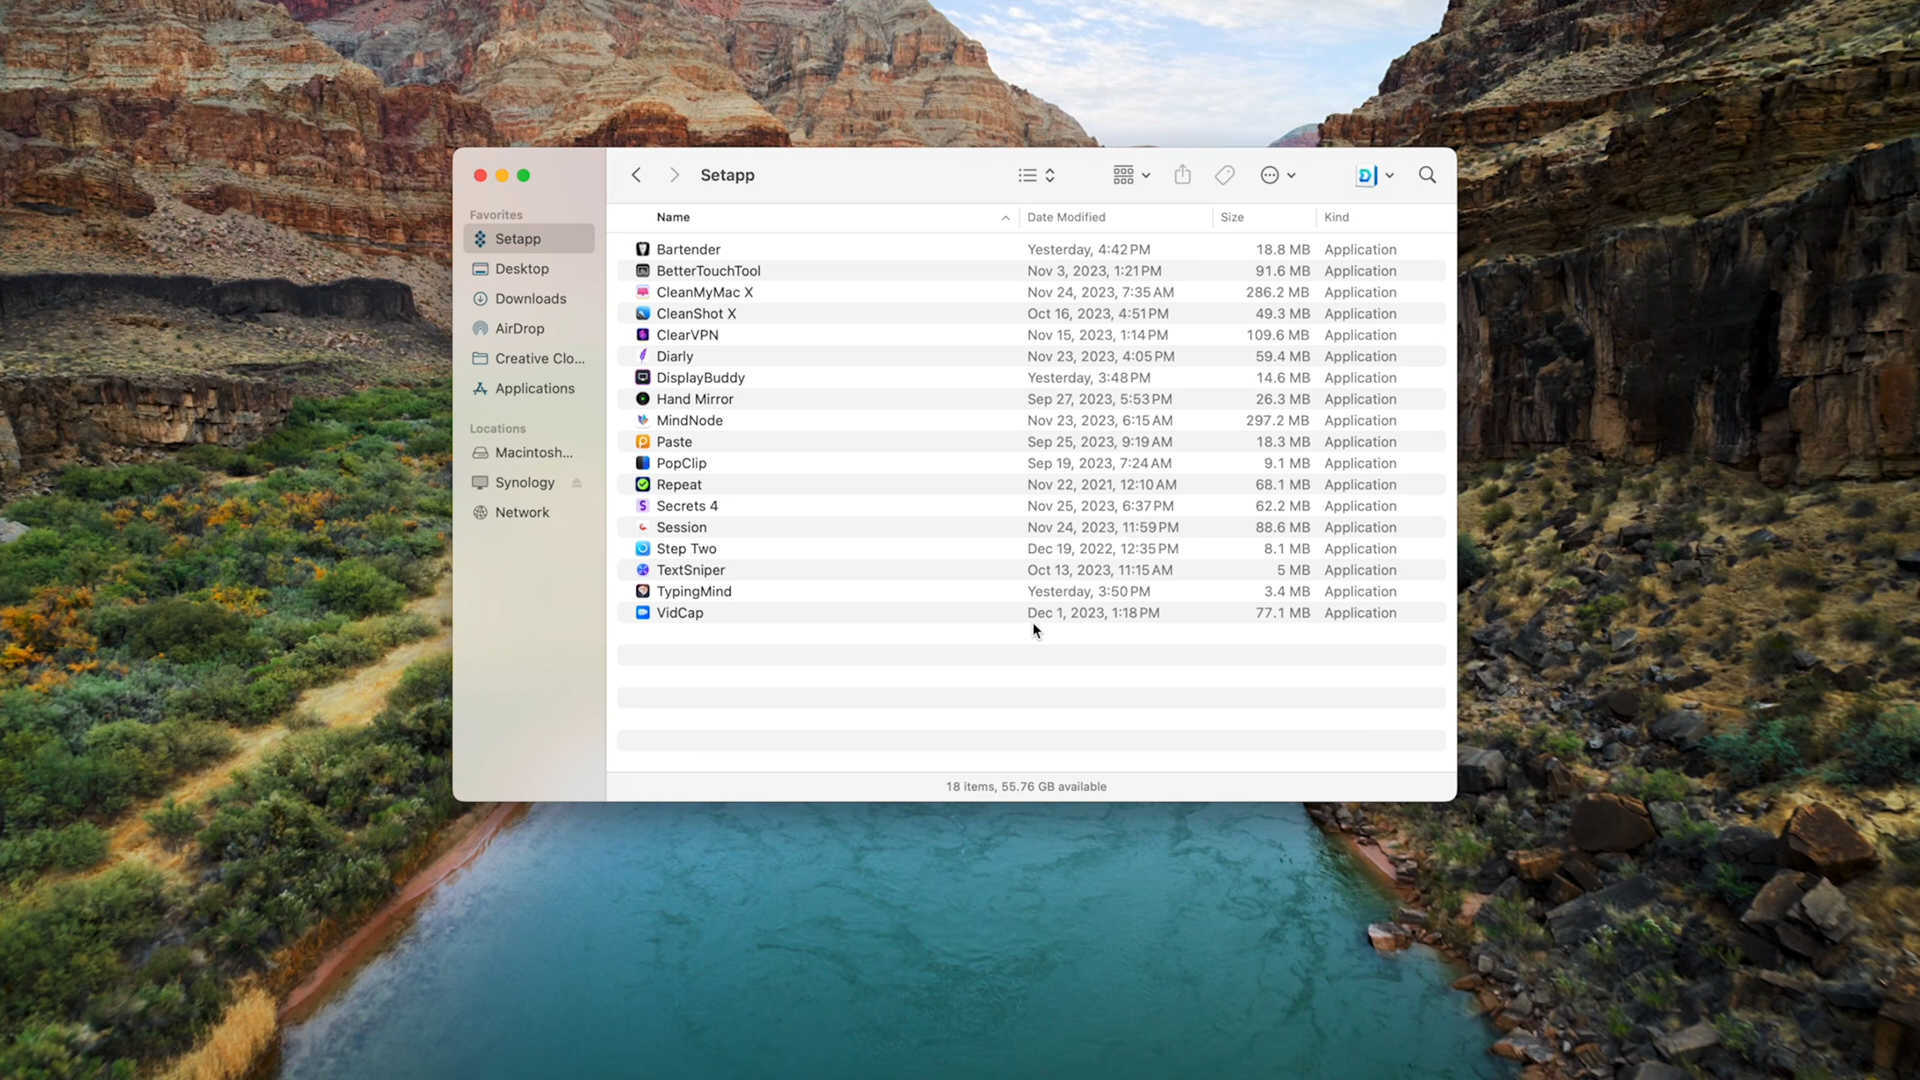 Setapp
Favorites
Setapp
Desktop
Downloads
AirDrop
Creative Clo...
Applications
Locations
Macintosh...
Synology
Network
Name Date Modified Size Kind
Bartender Yesterday, 4:42 PM 18.8 MB Application
BetterTouchTool Nov 3, 2023, 1:21 PM 91.6 MB Application
CleanMyMac X Nov 24, 2023, 7:35 AM 286.2 MB Application
CleanShot X Oct 16, 2023, 4:51 PM 49.3 MB Application
ClearVPN Nov 15, 2023, 1:14 PM 109.6 MB Application
Diarly Nov 23, 2023, 4:05 PM 59.4 MB Application
DisplayBuddy Yesterday, 3:48 PM 14.6 MB Application
Hand Mirror Sep 27, 2023, 5:53 PM 26.3 MB Application
MindNode Nov 23, 2023, 6:15 AM 297.2 MB Application
Paste Sep 25, 2023, 9:19 AM 18.3 MB Application
PopClip Sep 19, 2023, 7:24 AM 9.1 MB Application
Repeat Nov 22, 2021, 12:10 AM 68.1 MB Application
Secrets 4 Nov 25, 2023, 6:37 PM 62.2 MB Application
Session Nov 24, 2023, 11:59 PM 88.6 MB Application
Step Two Dec 19, 2022, 12:35 PM 8.1 MB Application
TextSniper Oct 13, 2023, 11:15 AM 5 MB Application
TypingMind Yesterday, 3:50 PM 3.4 MB Application
VidCap Dec 1, 2023, 1:18 PM 77.1 MB Application
18 items, 55.76 GB available